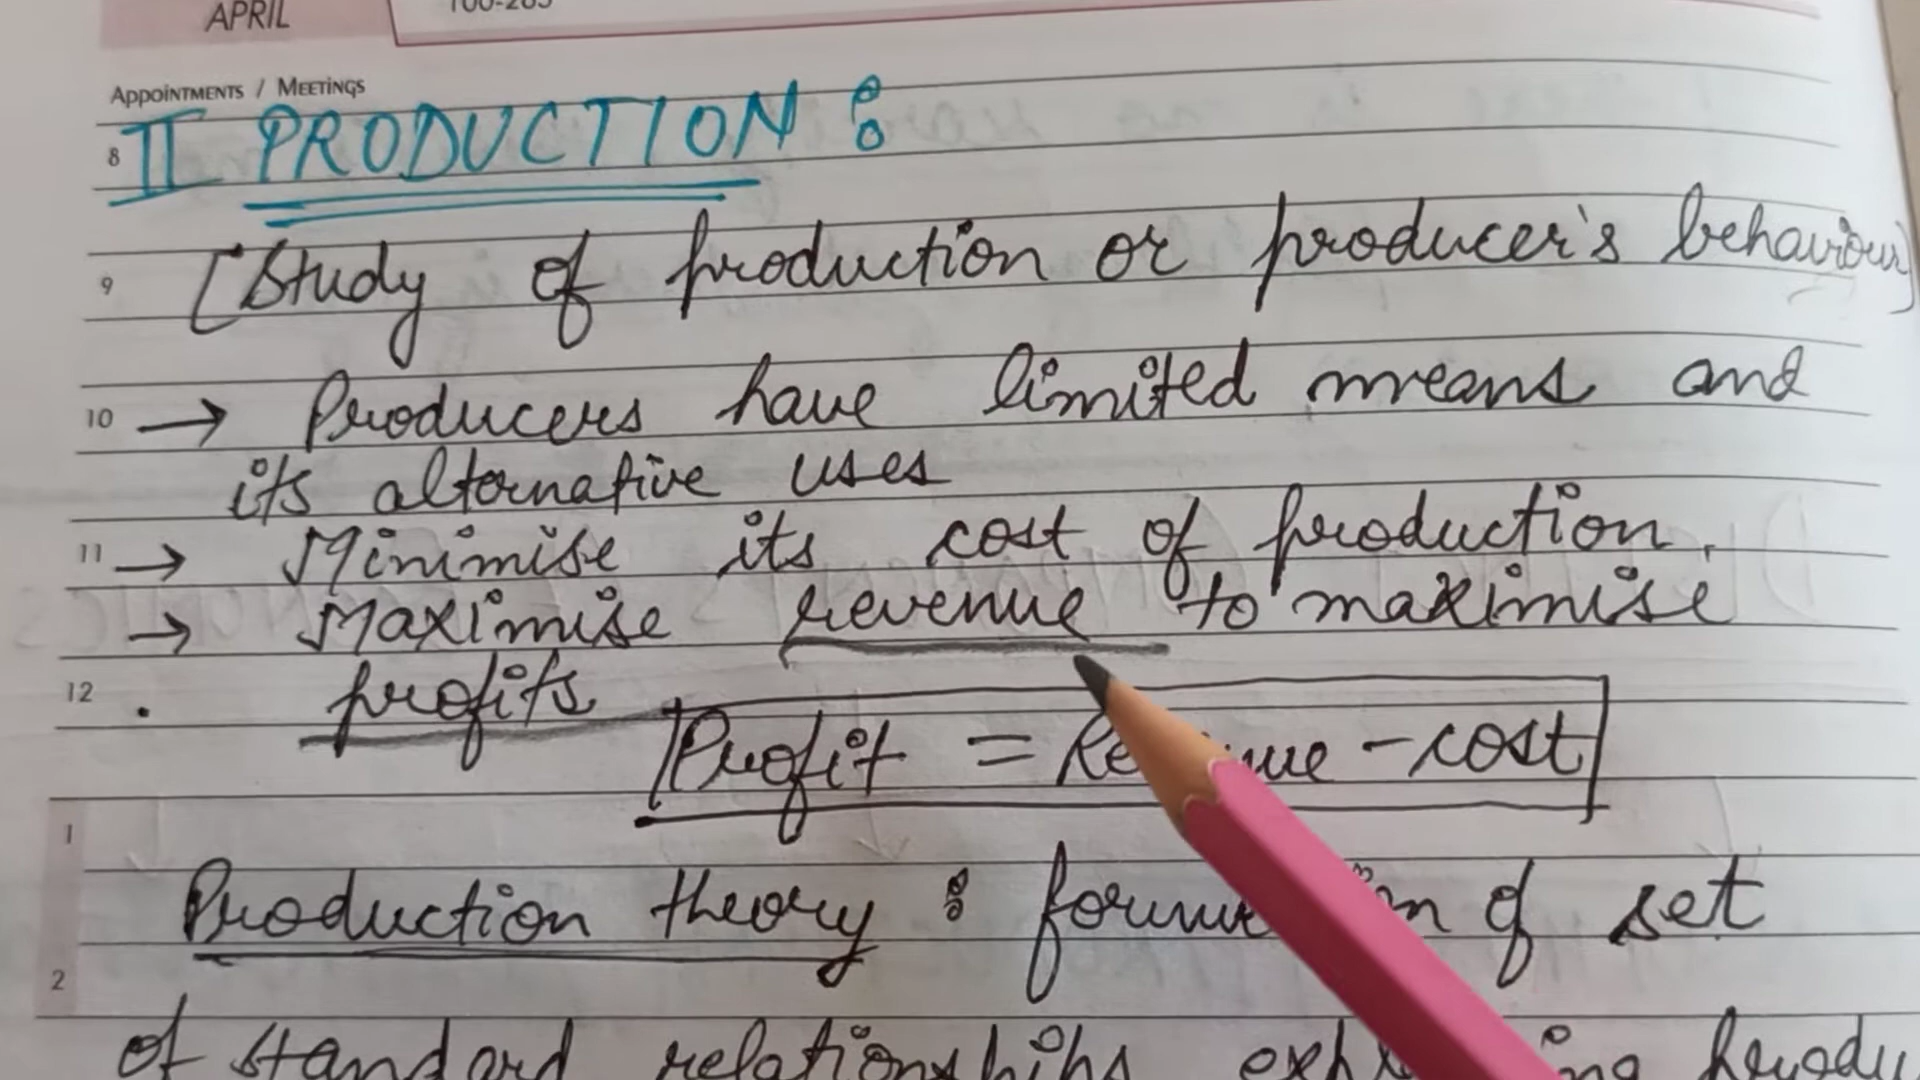 APRIL
Appointments / Meetings
8 II PRODUCTION :
9 [Study of production or producer's behaviour]
10 → Producers have limited means and
its alternative uses
11 → Minimise its cost of production.
→ Maximise revenue to maximise
12 . profits
Profit = - cost
1
Production theory : of set
2
of standard relationships